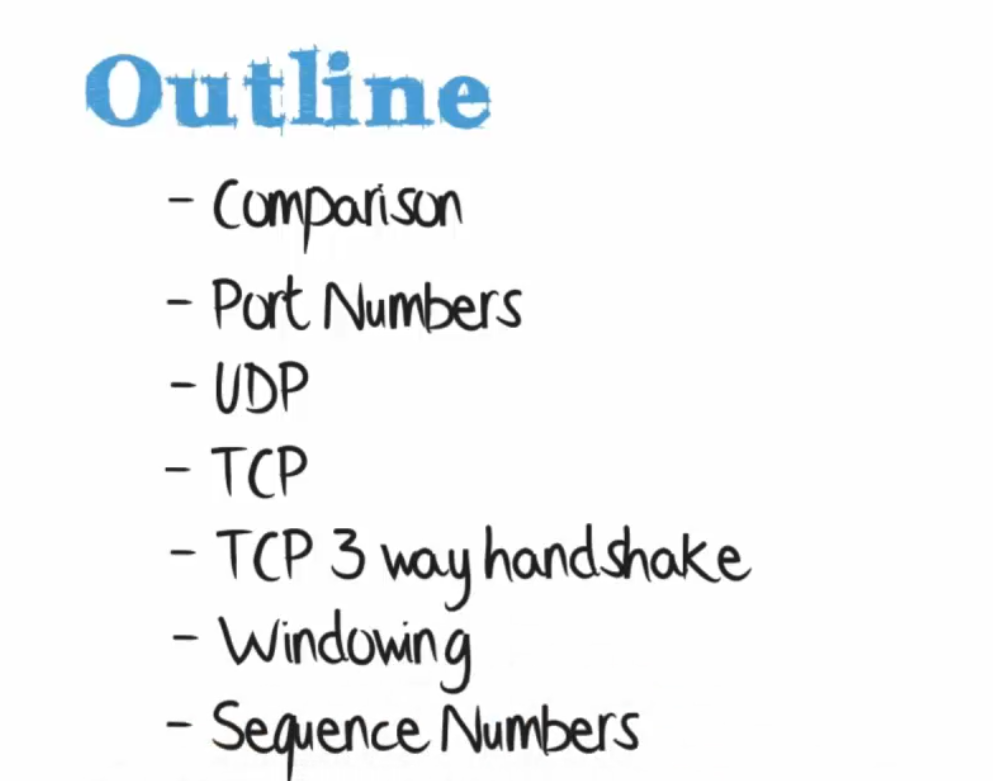 Outline
- Comparison
- Port Numbers
- UDP
- TCP
- TCP 3 way handshake
- Windowing
- Sequence Numbers